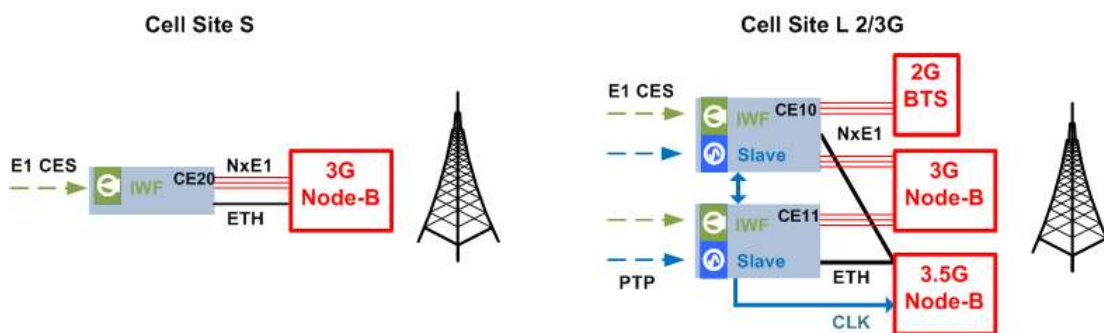 Cell Site S
Cell Site L 2/3G
E1 CES
IWF
CE20
NxE1
ETH
3G
Node-B
E1 CES
IWF
CE10
Slave
NxE1
2G
BTS
3G
Node-B
IWF
CE11
Slave
PTP
ETH
CLK
3.5G
Node-B